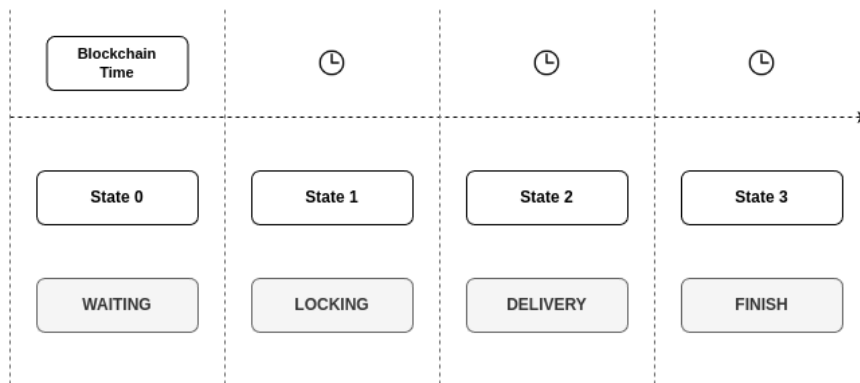 Blockchain
Time
State 0
State 1
State 2
State 3
WAITING
LOCKING
DELIVERY
FINISH